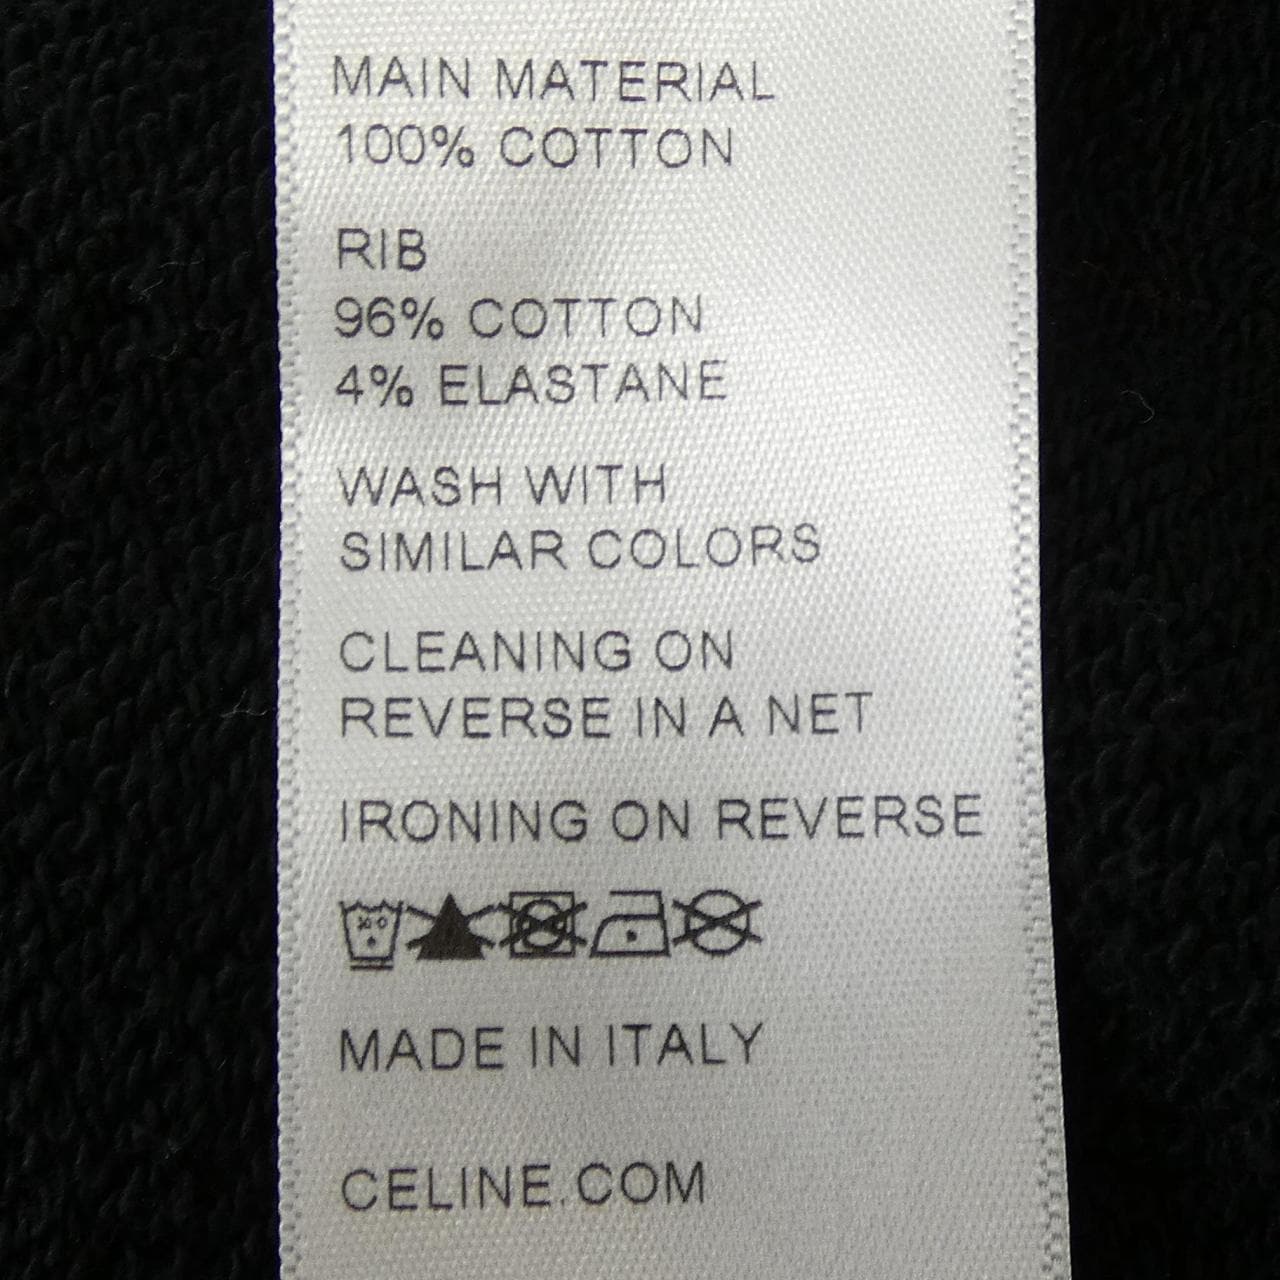 MAIN MATERIAL
100% COTTON
RIB
96% COTTON
4% ELASTANE
WASH WITH
SIMILAR COLORS
CLEANING ON
REVERSE IN A NET
IRONING ON REVERSE
MADE IN ITALY
CELINE.COM